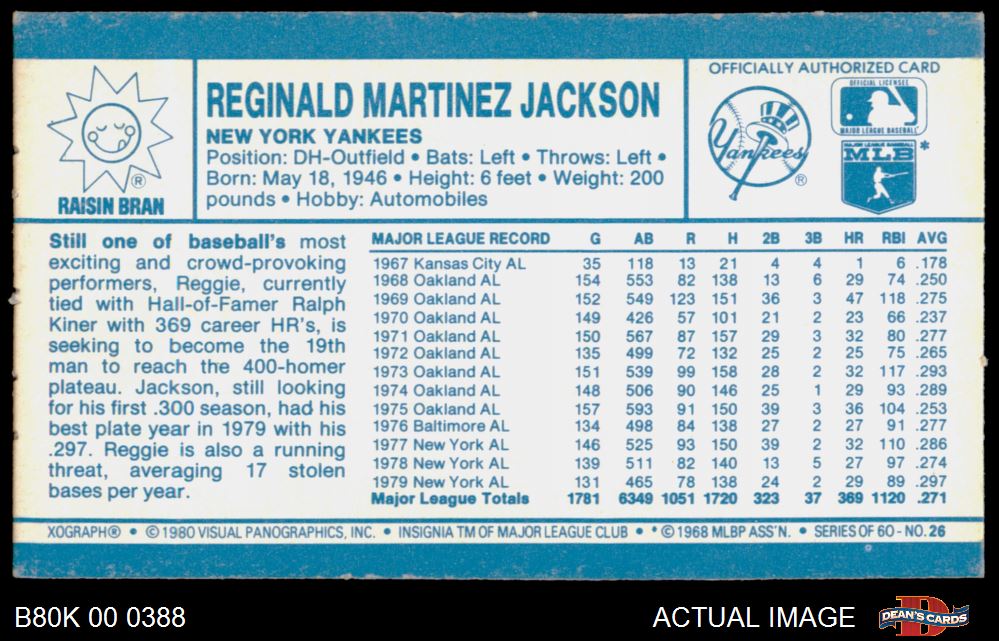 RAISIN BRAN
®
REGINALD MARTINEZ JACKSON
NEW YORK YANKEES
Position: DH-Outfield • Bats: Left • Throws: Left •
Born: May 18, 1946 • Height: 6 feet • Weight: 200
pounds • Hobby: Automobiles
OFFICIALLY AUTHORIZED CARD
Yankees
®
OFFICIAL LICENSEE
MAJOR LEAGUE BASEBALL
MAJOR LEAGUE BASEBALL
MLB *
Still one of baseball's most
exciting and crowd-provoking
performers, Reggie, currently
tied with Hall-of-Famer Ralph
Kiner with 369 career HR's, is
seeking to become the 19th
man to reach the 400-homer
plateau. Jackson, still looking
for his first .300 season, had his
best plate year in 1979 with his
.297. Reggie is also a running
threat, averaging 17 stolen
bases per year.
MAJOR LEAGUE RECORD G AB R H 2B 3B HR RBI AVG
1967 Kansas City AL 35 118 13 21 4 4 1 6 .178
1968 Oakland AL 154 553 82 138 13 6 29 74 .250
1969 Oakland AL 152 549 123 151 36 3 47 118 .275
1970 Oakland AL 149 426 57 101 21 2 23 66 .237
1971 Oakland AL 150 567 87 157 29 3 32 80 .277
1972 Oakland AL 135 499 72 132 25 2 25 75 .265
1973 Oakland AL 151 539 99 158 28 2 32 117 .293
1974 Oakland AL 148 506 90 146 25 1 29 93 .289
1975 Oakland AL 157 593 91 150 39 3 36 104 .253
1976 Baltimore AL 134 498 84 138 27 2 27 91 .277
1977 New York AL 146 525 93 150 39 2 32 110 .286
1978 New York AL 139 511 82 140 13 5 27 97 .274
1979 New York AL 131 465 78 138 24 2 29 89 .297
Major League Totals 1781 6349 1051 1720 323 37 369 1120 .271
XOGRAPH® • © 1980 VISUAL PANOGRAPHICS, INC. • INSIGNIA TM OF MAJOR LEAGUE CLUB • * © 1968 MLBP ASS'N. • SERIES OF 60 - NO. 26
B80K 00 0388
ACTUAL IMAGE
DEAN'S CARDS